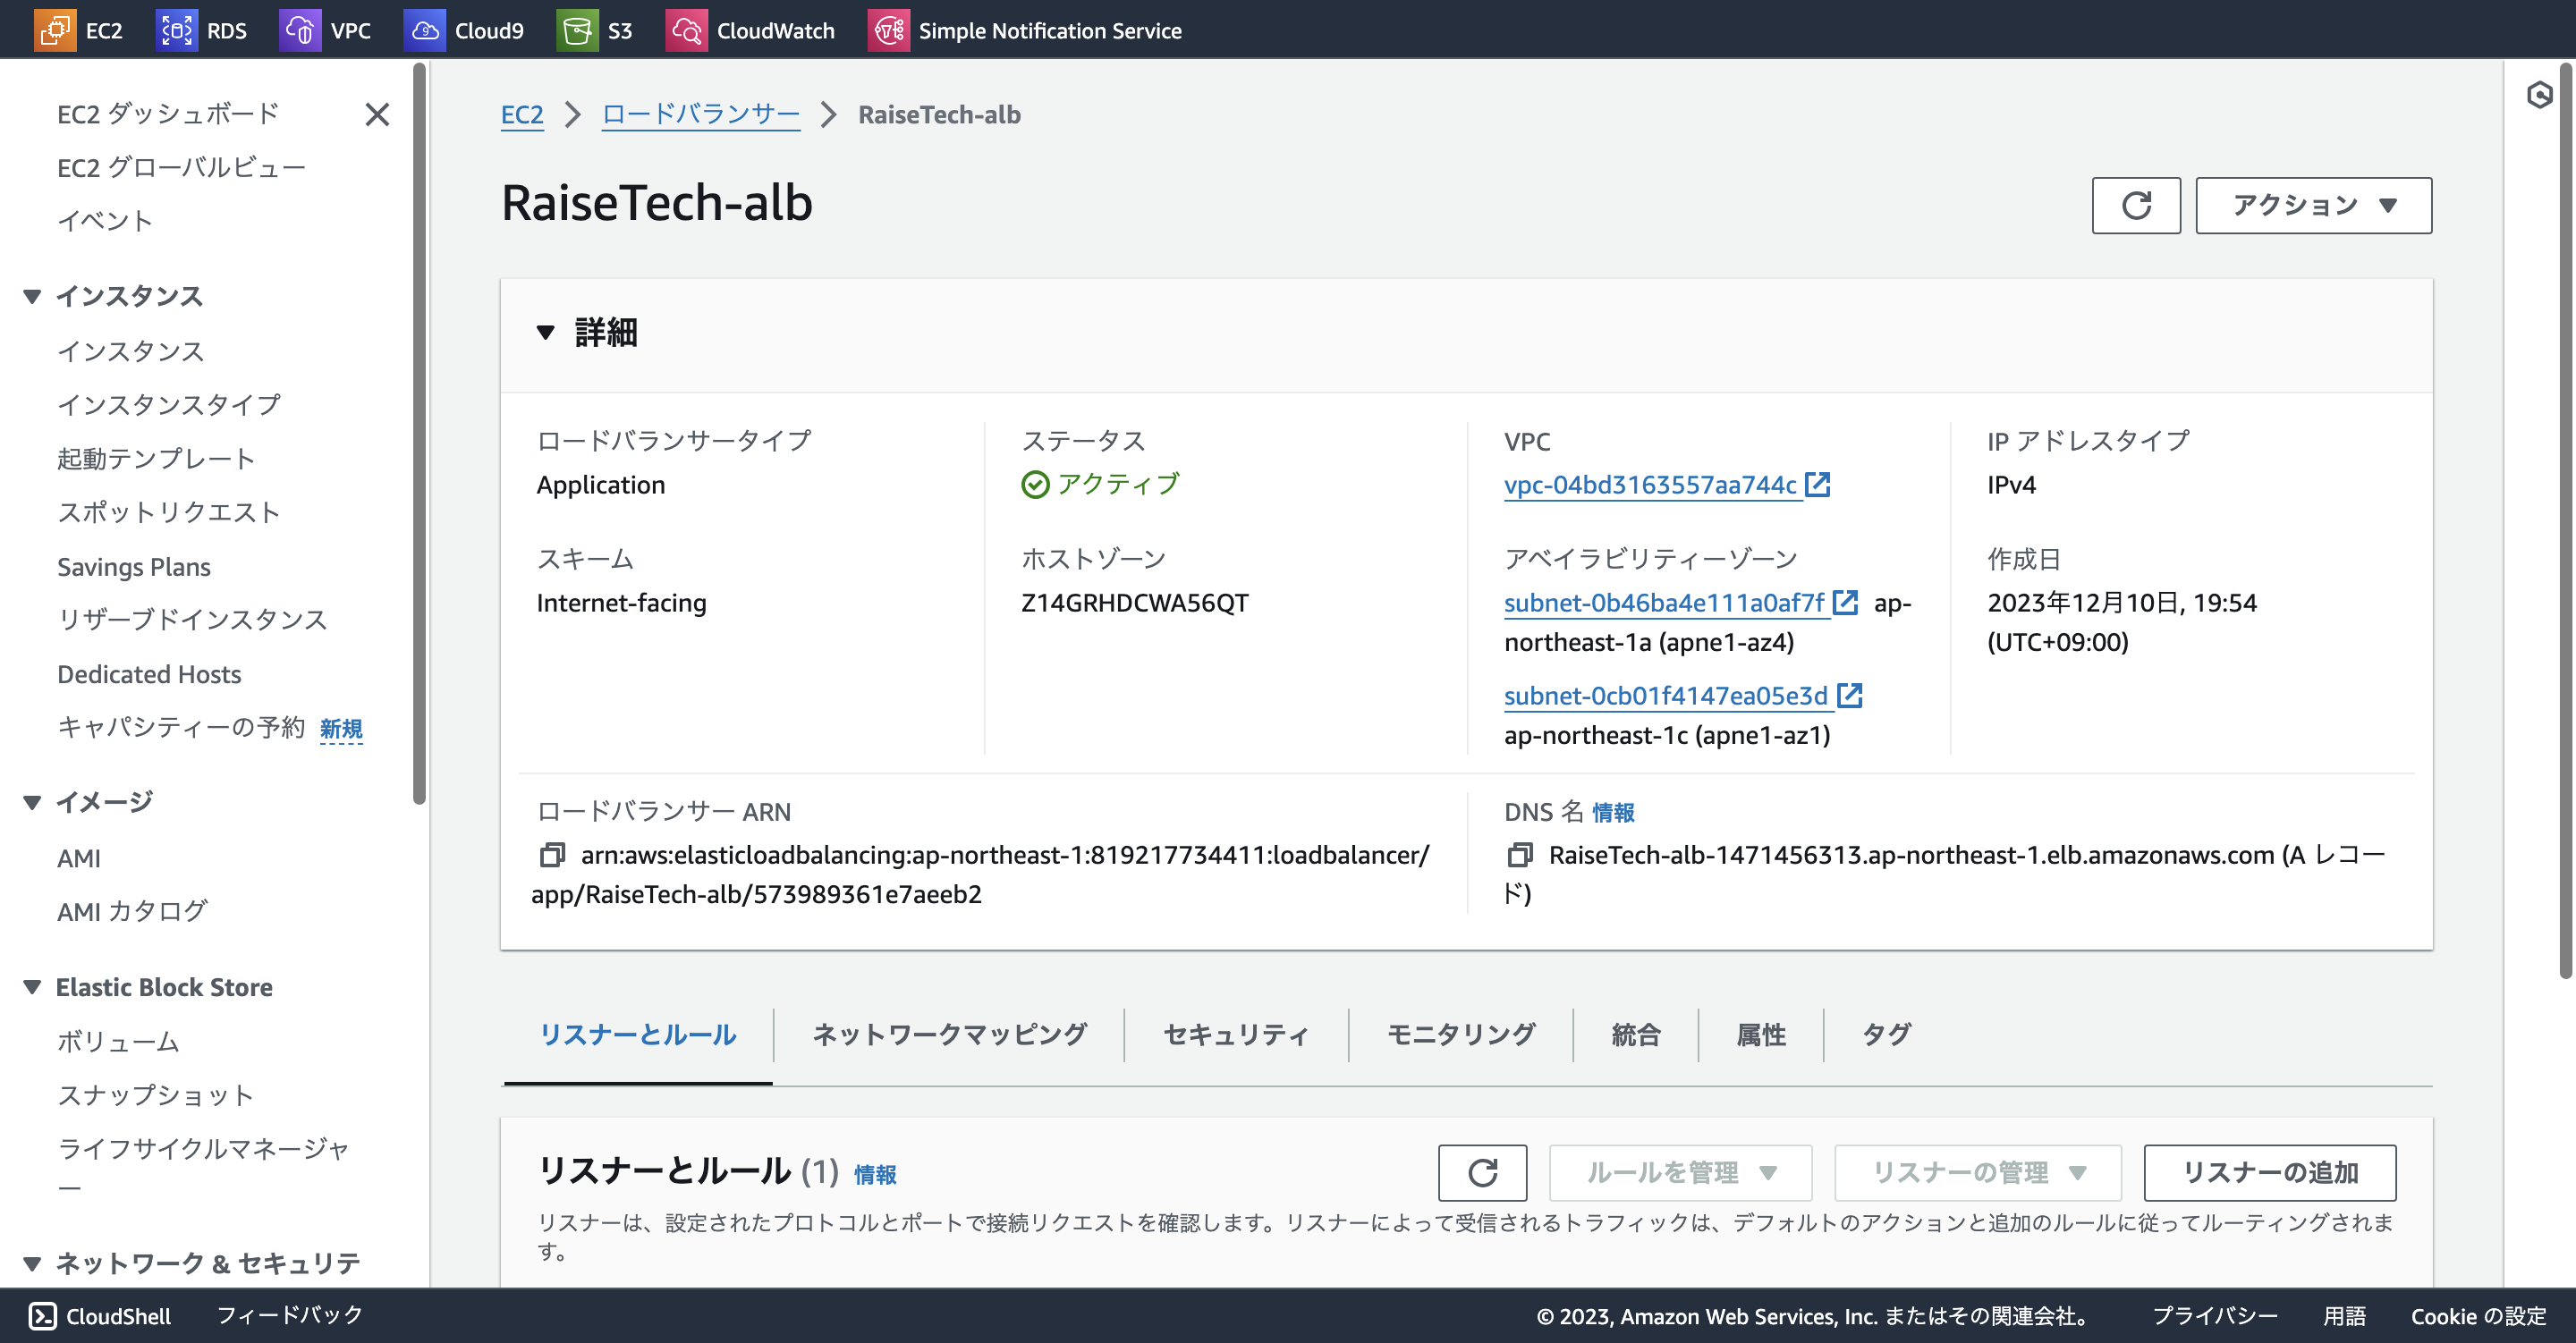 EC2 RDS VPC Cloud9 S3 CloudWatch Simple Notification Service
EC2 ダッシュボード
EC2 グローバルビュー
イベント
インスタンス
インスタンス
インスタンスタイプ
起動テンプレート
スポットリクエスト
Savings Plans
リザーブドインスタンス
Dedicated Hosts
キャパシティーの予約 新規
イメージ
AMI
AMI カタログ
Elastic Block Store
ボリューム
スナップショット
ライフサイクルマネージャ
ー
ネットワーク & セキュリテ
EC2 ロードバランサー RaiseTech-alb
RaiseTech-alb
アクション
詳細
ロードバランサータイプ
Application
ステータス
アクティブ
VPC
vpc-04bd3163557aa744c
IP アドレスタイプ
IPv4
スキーム
Internet-facing
ホストゾーン
Z14GRHDCWA56QT
アベイラビリティーゾーン
subnet-0b46ba4e111a0af7f ap-
northeast-1a (apne1-az4)
subnet-0cb01f4147ea05e3d
ap-northeast-1c (apne1-az1)
作成日
2023年12月10日, 19:54
(UTC+09:00)
ロードバランサー ARN
arn:aws:elasticloadbalancing:ap-northeast-1:819217734411:loadbalancer/
app/RaiseTech-alb/573989361e7aeeb2
DNS 名 情報
RaiseTech-alb-1471456313.ap-northeast-1.elb.amazonaws.com (A レコー
ド)
リスナーとルール ネットワークマッピング セキュリティ モニタリング 統合 属性 タグ
リスナーとルール (1) 情報
ルールを管理 リスナーの管理 リスナーの追加
リスナーは、設定されたプロトコルとポートで接続リクエストを確認します。リスナーによって受信されるトラフィックは、デフォルトのアクションと追加のルールに従ってルーティングされま
す。
CloudShell フィードバック © 2023, Amazon Web Services, Inc. またはその関連会社。 プライバシー 用語 Cookie の設定